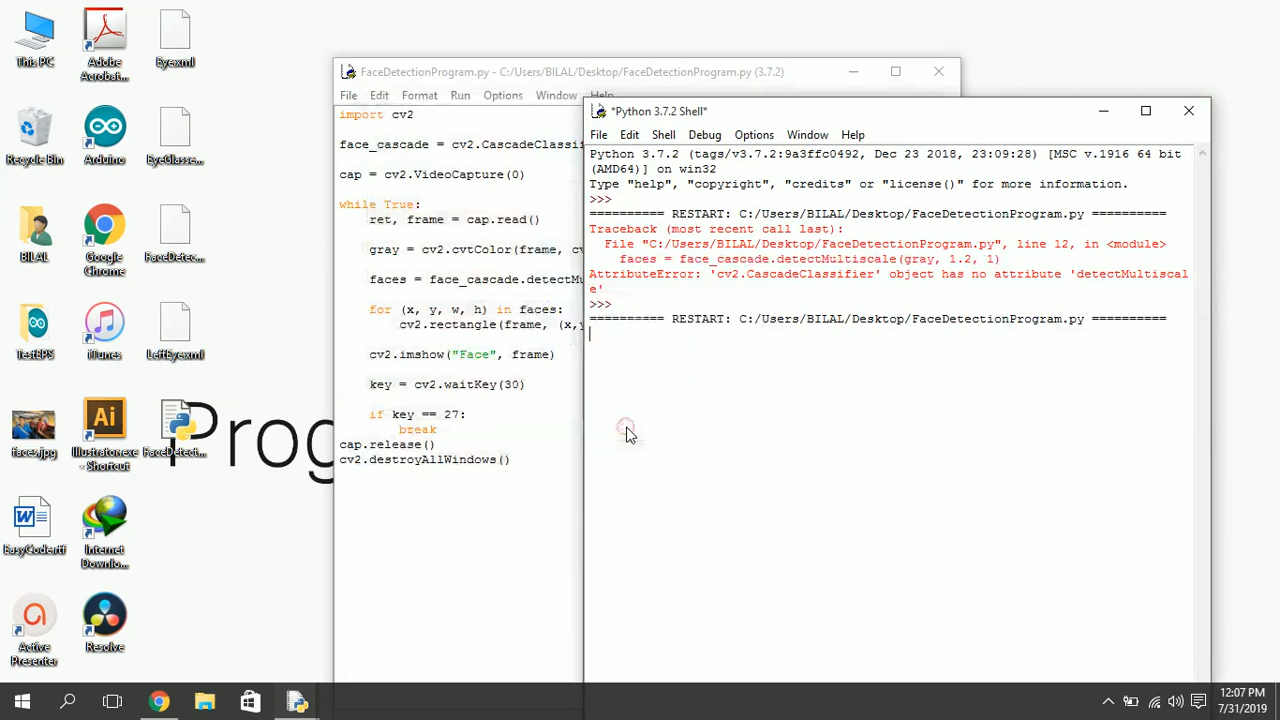 This PC
Adobe
Acrobat...
Eyexml
Recycle Bin
Arduino
EyeGlasse...
BILAL
Google
Chrome
FaceDetec...
TestEPS
iTunes
LeftEyexml
faces.jpg
Ai
Illustratorexe
- Shortcut
FaceDetect...
EasyCode.rtf
Internet
Downlo...
Active
Presenter
Resolve
Prog
FaceDetectionProgram.py - C:/Users/BILAL/Desktop/FaceDetectionProgram.py (3.7.2)
File Edit Format Run Options Window Help
import cv2
face_cascade = cv2.CascadeClassi
cap = cv2.VideoCapture(0)
while True:
ret, frame = cap.read()
gray = cv2.cvtColor(frame, cv
faces = face_cascade.detectMu
for (x, y, w, h) in faces:
cv2.rectangle(frame, (x,y
cv2.imshow("Face", frame)
key = cv2.waitKey(30)
if key == 27:
break
cap.release()
cv2.destroyAllWindows()
*Python 3.7.2 Shell*
File Edit Shell Debug Options Window Help
Python 3.7.2 (tags/v3.7.2:9a3ffc0492, Dec 23 2018, 23:09:28) [MSC v.1916 64 bit
(AMD64)] on win32
Type "help", "copyright", "credits" or "license()" for more information.
>>>
========== RESTART: C:/Users/BILAL/Desktop/FaceDetectionProgram.py ==========
Traceback (most recent call last):
File "C:/Users/BILAL/Desktop/FaceDetectionProgram.py", line 12, in <module>
faces = face_cascade.detectMultiscale(gray, 1.2, 1)
AttributeError: 'cv2.CascadeClassifier' object has no attribute 'detectMultiscal
e'
>>>
========== RESTART: C:/Users/BILAL/Desktop/FaceDetectionProgram.py ==========
12:07 PM
7/31/2019